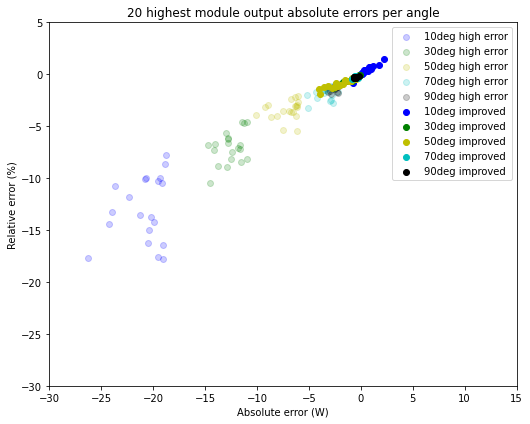 20 highest module output absolute errors per angle
5
0
−5
−10
−15
−20
−25
−30
Relative error (%)
10deg high error
30deg high error
50deg high error
70deg high error
90deg high error
10deg improved
30deg improved
50deg improved
70deg improved
90deg improved
−30 −25 −20 −15 −10 −5 0 5 10 15
Absolute error (W)